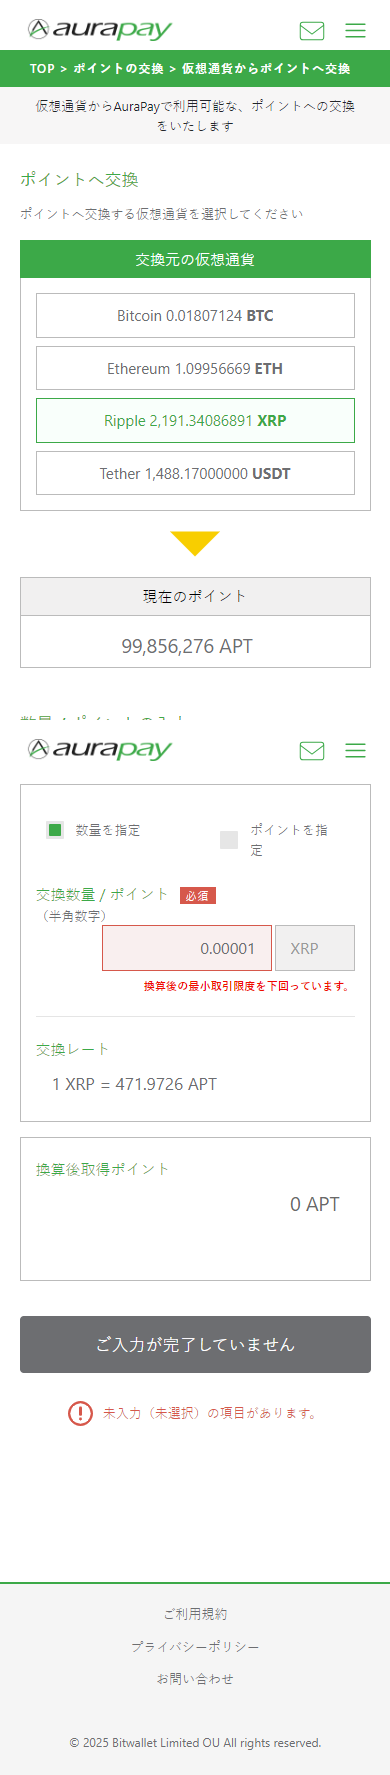 aurapay
TOP > ポイントの交換 > 仮想通貨からポイントへ交換
仮想通貨からAuraPayで利用可能な、ポイントへの交換
をいたします
ポイントへ交換
ポイントへ交換する仮想通貨を選択してください
交換元の仮想通貨
Bitcoin 0.01807124 BTC
Ethereum 1.09956669 ETH
Ripple 2,191.34086891 XRP
Tether 1,488.17000000 USDT
現在のポイント
99,856,276 APT
数量 / ポイントの入力
aurapay
数量を指定
ポイントを指
定
交換数量 / ポイント 必須
（半角数字）
0.00001 XRP
換算後の最小取引限度を下回っています。
交換レート
1 XRP = 471.9726 APT
換算後取得ポイント
0 APT
ご入力が完了していません
未入力（未選択）の項目があります。
ご利用規約
プライバシーポリシー
お問い合わせ
© 2025 Bitwallet Limited OU All rights reserved.